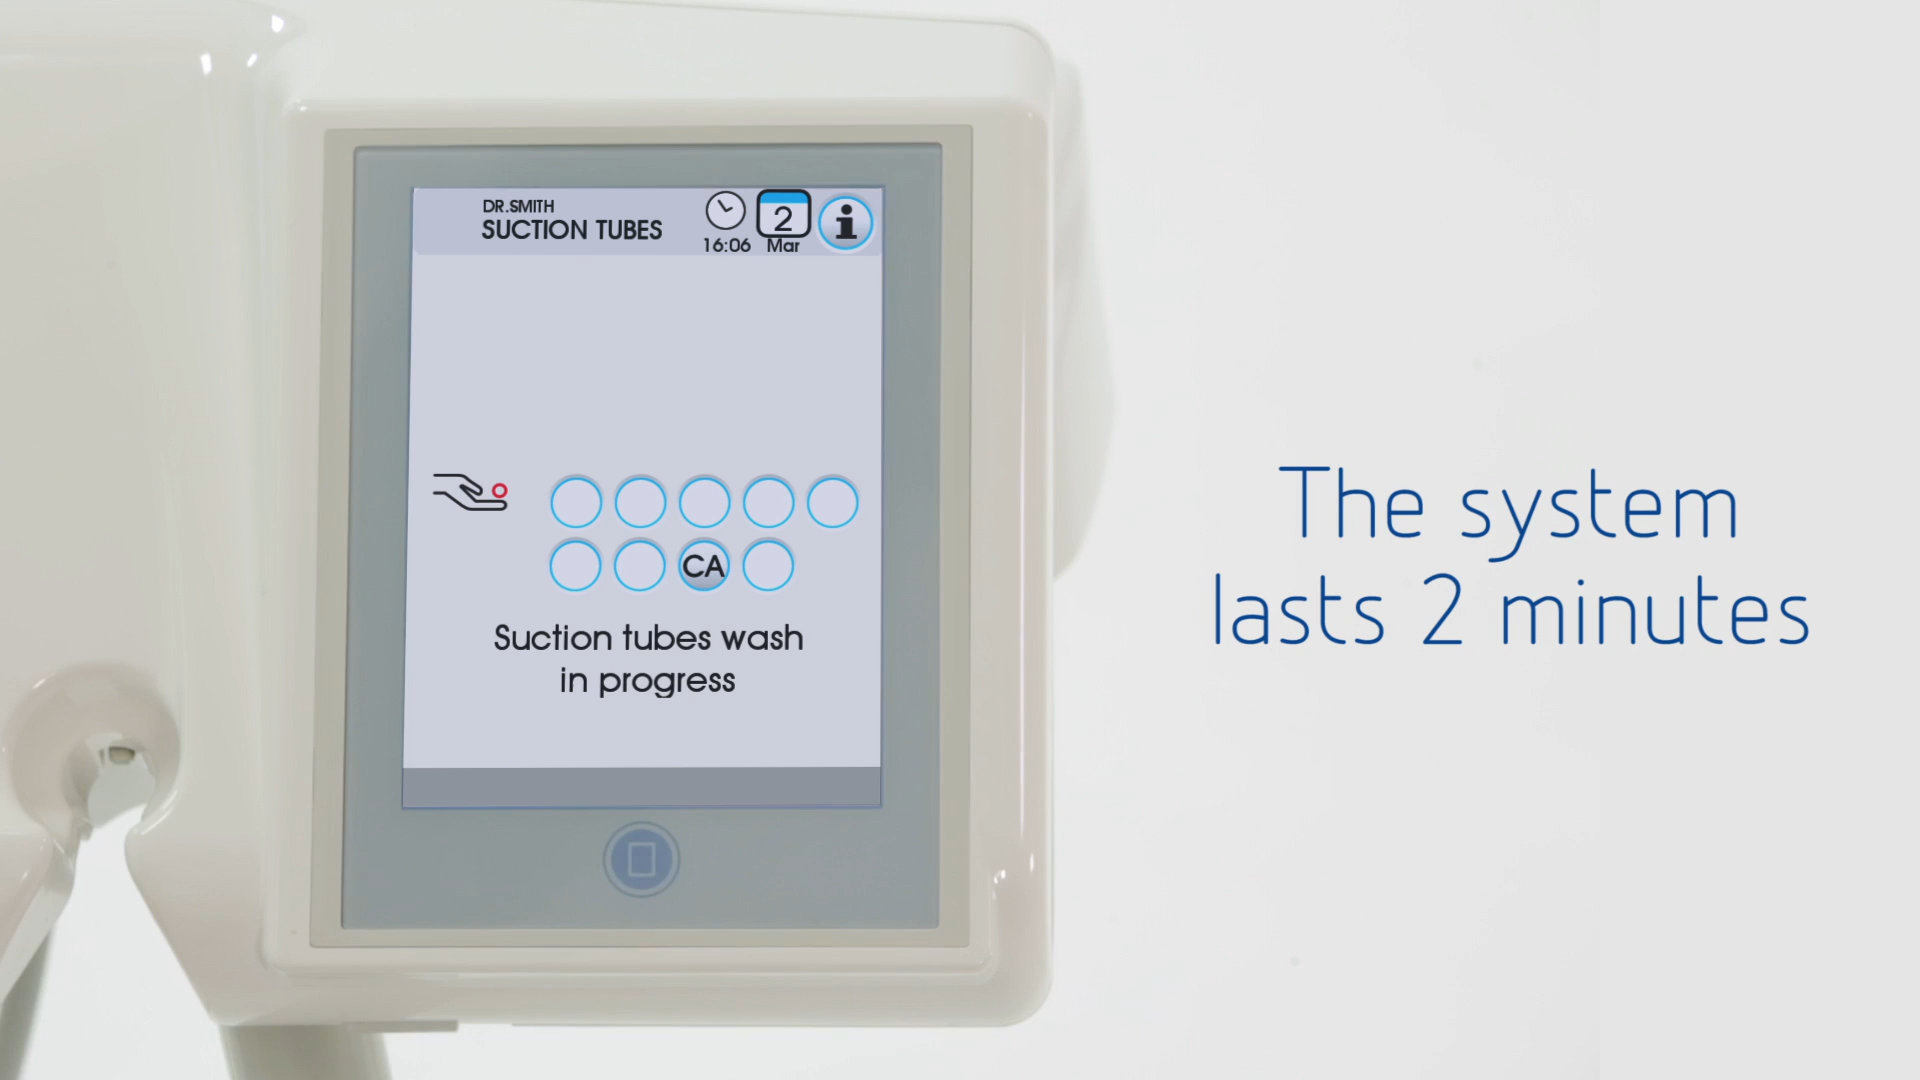 DR.SMITH
SUCTION TUBES
16:06
2
Mar
i
CA
Suction tubes wash
in progress
The system
lasts 2 minutes